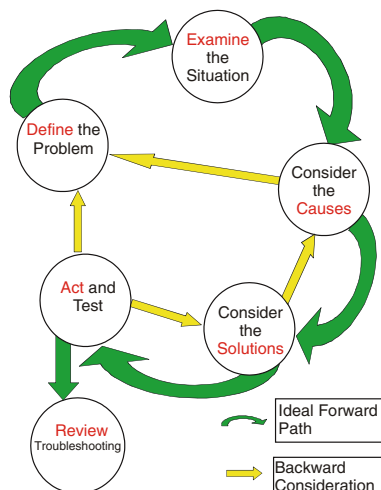 Examine
the
Situation
Define the
Problem
Consider
the
Causes
Act and
Test
Consider
the
Solutions
Review
Troubleshooting
Ideal Forward
Path
Backward
Consideration